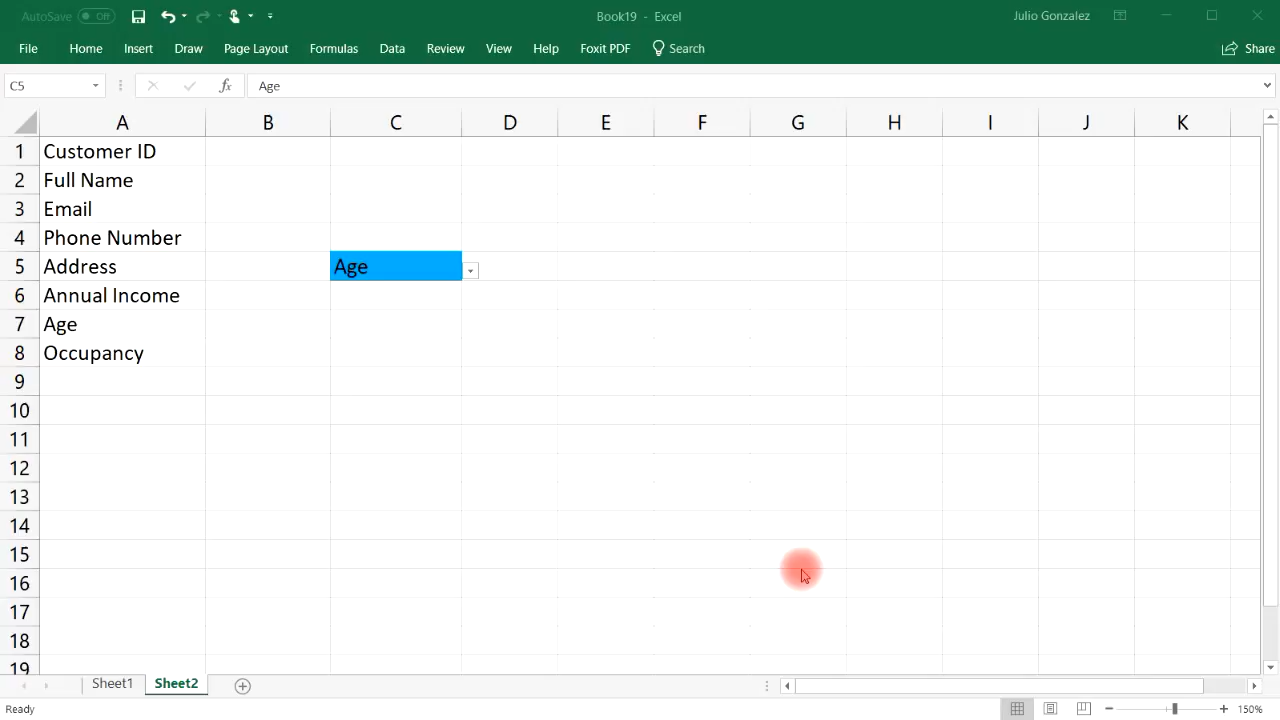 AutoSave Off
Book19 - Excel
Julio Gonzalez
File Home Insert Draw Page Layout Formulas Data Review View Help Foxit PDF Search Share
C5 fx Age
A B C D E F G H I J K
1 Customer ID
2 Full Name
3 Email
4 Phone Number
5 Address Age
6 Annual Income
7 Age
8 Occupancy
9
10
11
12
13
14
15
16
17
18
19
Sheet1 Sheet2
Ready 150%